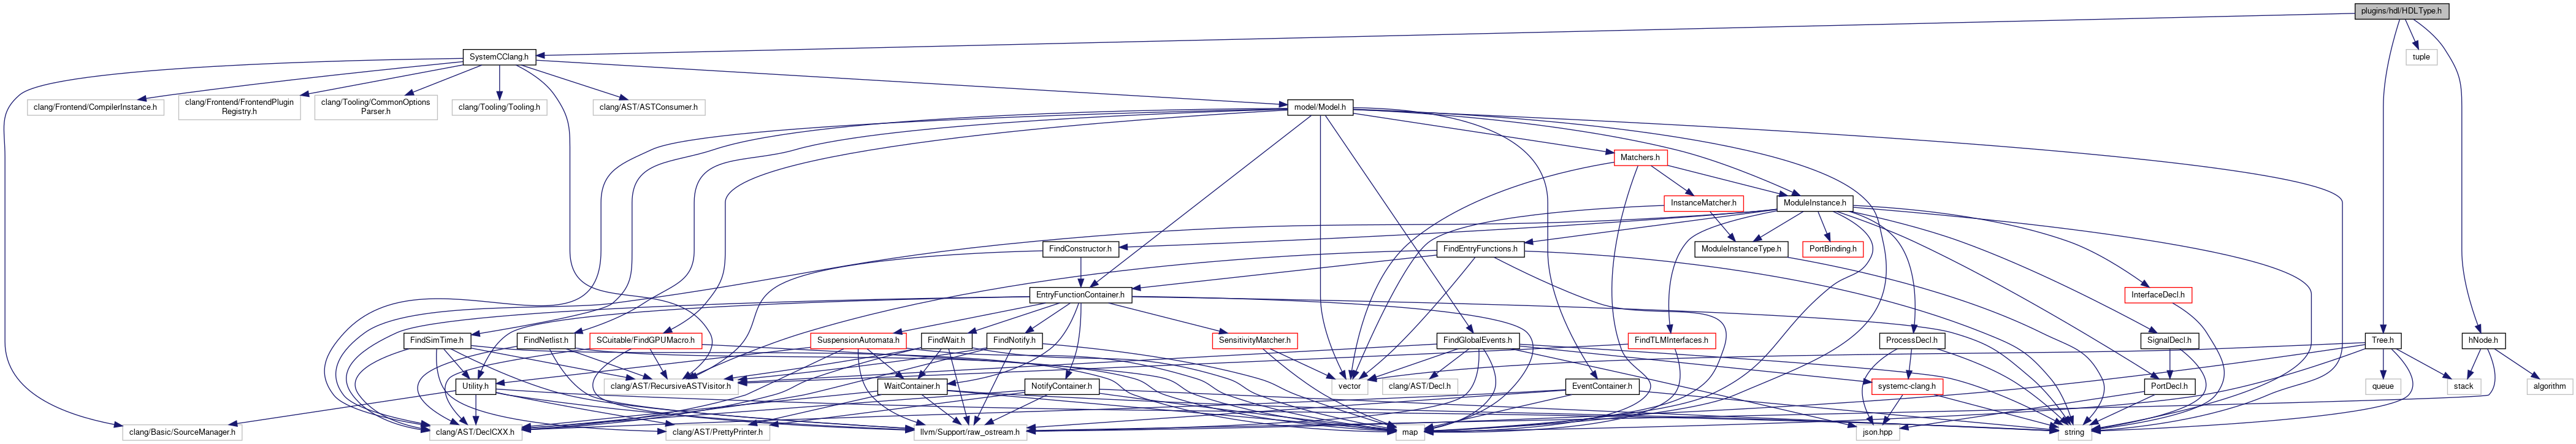 plugins/hdl/HDLType.h
SystemCClang.h
tuple
clang/Frontend/CompilerInstance.h
clang/Frontend/FrontendPlugin
Registry.h
clang/Tooling/CommonOptions
Parser.h
clang/Tooling/Tooling.h
clang/AST/ASTConsumer.h
model/Model.h
Matchers.h
InstanceMatcher.h
ModuleInstance.h
FindConstructor.h
FindEntryFunctions.h
ModuleInstanceType.h
PortBinding.h
EntryFunctionContainer.h
InterfaceDecl.h
FindSimTime.h
FindNetlist.h
SCuitable/FindGPUMacro.h
SuspensionAutomata.h
FindWait.h
FindNotify.h
SensitivityMatcher.h
FindGlobalEvents.h
FindTLMInterfaces.h
ProcessDecl.h
SignalDecl.h
Tree.h
hNode.h
Utility.h
clang/AST/RecursiveASTVisitor.h
WaitContainer.h
NotifyContainer.h
vector
clang/AST/Decl.h
EventContainer.h
systemc-clang.h
PortDecl.h
queue
stack
algorithm
clang/Basic/SourceManager.h
clang/AST/DeclCXX.h
clang/AST/PrettyPrinter.h
llvm/Support/raw_ostream.h
map
json.hpp
string